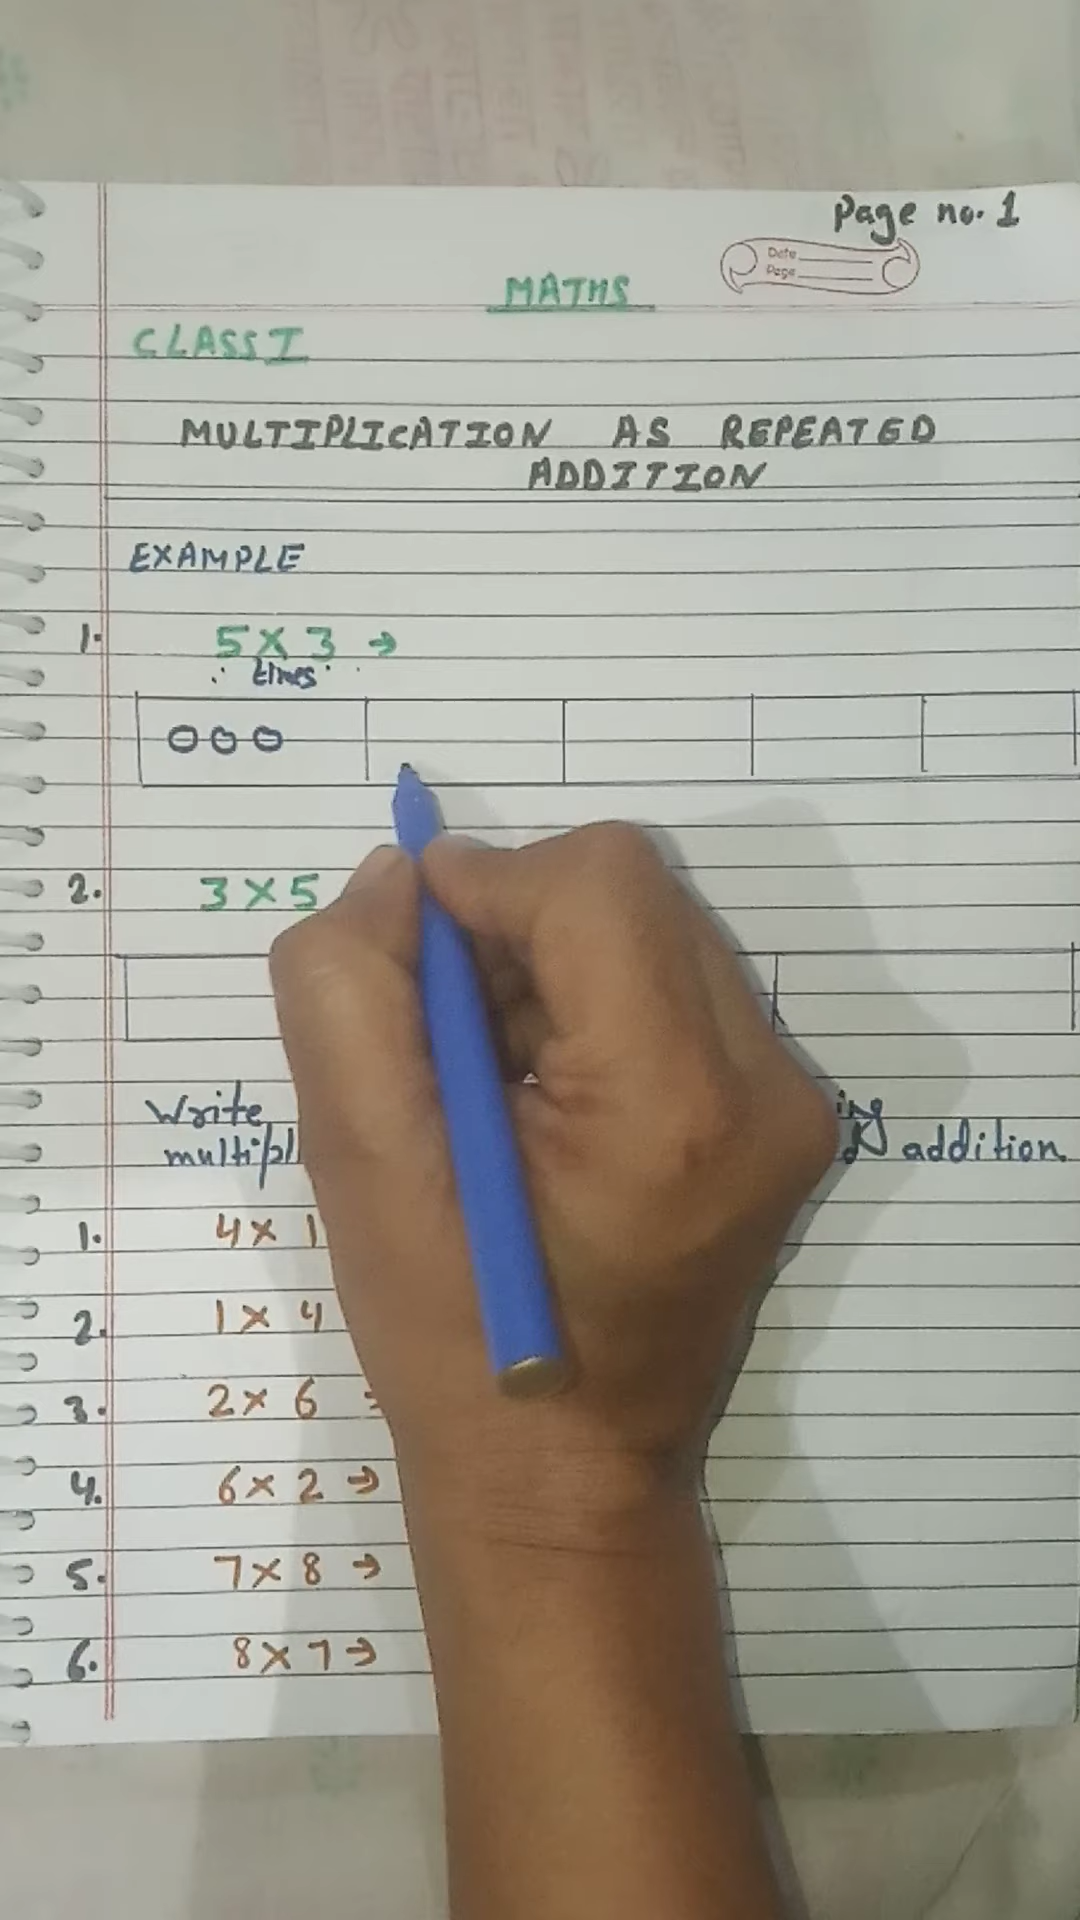 Page no. 1
Date
Page
MATHS
CLASS I
MULTIPLICATION AS REPEATED
ADDITION
EXAMPLE
1. 5 X 3 →
times
2. 3 X 5
Write
addition.
1. 4 X 1
2. 1 X 4
3. 2 X 6
4. 6 X 2 →
5. 7 X 8 →
6. 8 X 7 →